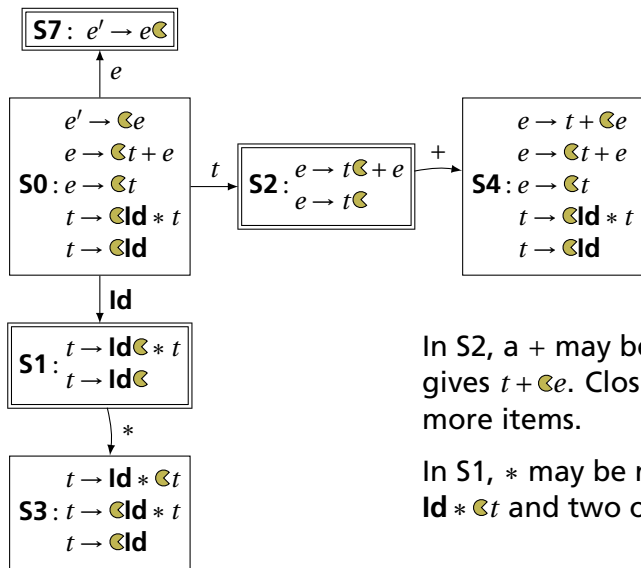 S7: e′ → e
e
e′ → e
e → t + e
S0: e → t
t → Id * t
t → Id
t
S2: e → t + e
e → t
+
e → t + e
e → t + e
S4: e → t
t → Id * t
t → Id
Id
S1: t → Id * t
t → Id
*
t → Id * t
S3: t → Id * t
t → Id
In S2, a + may be
gives t + e. Clos
more items.
In S1, * may be
Id * t and two